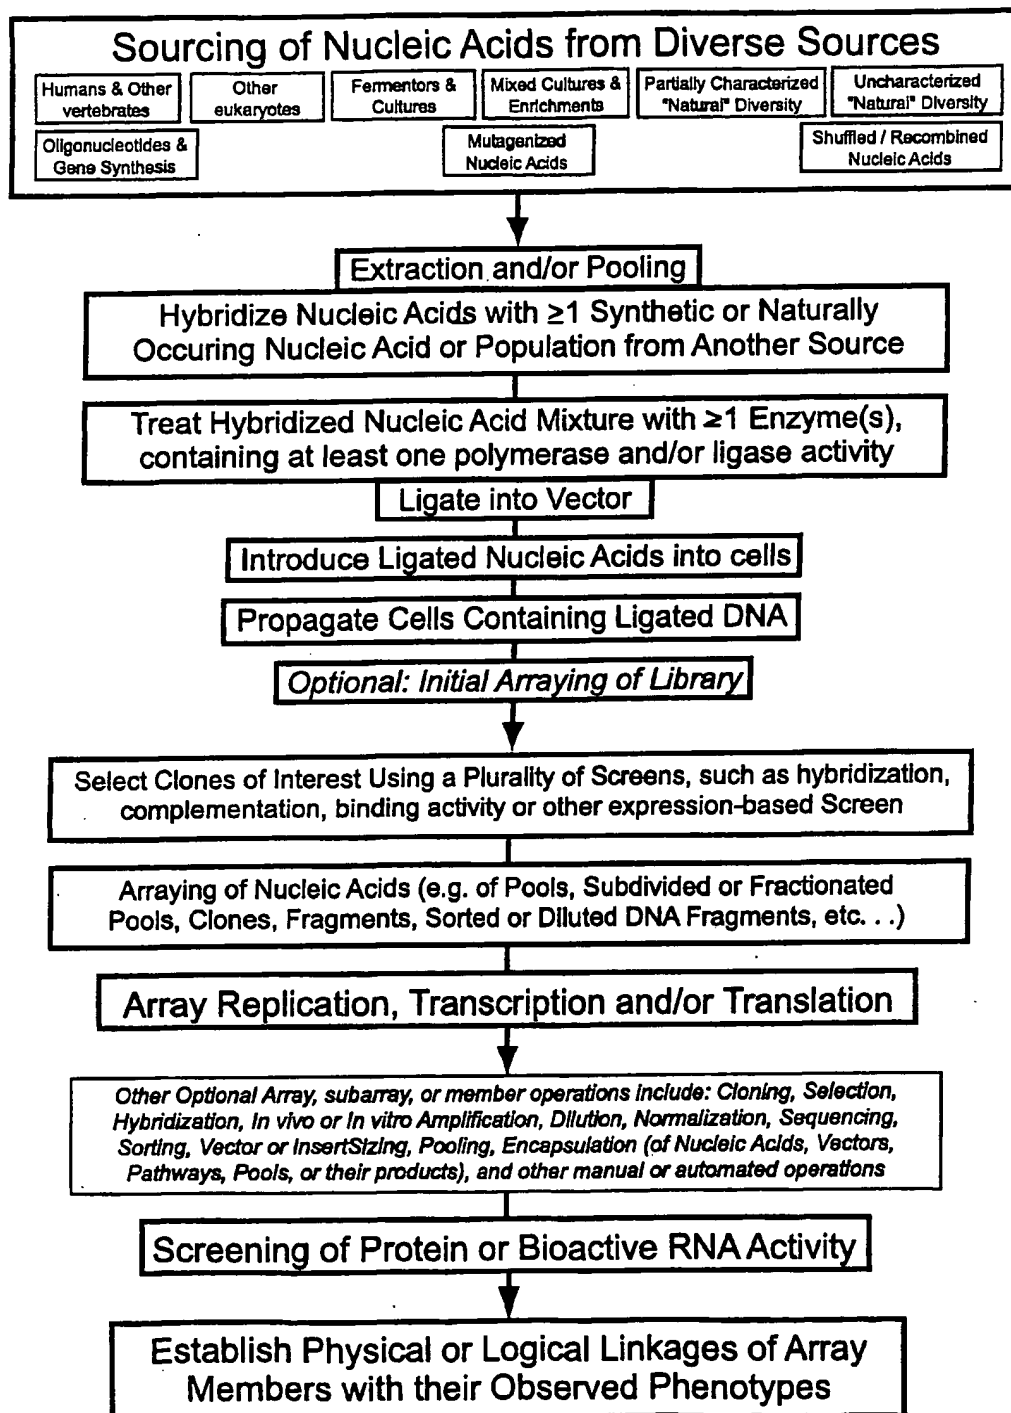 Sourcing of Nucleic Acids from Diverse Sources
Humans & Other
vertebrates
Other
eukaryotes
Fermentors &
Cultures
Mixed Cultures &
Enrichments
Partially Characterized
"Natural" Diversity
Uncharacterized
"Natural" Diversity
Oligonucleotides &
Gene Synthesis
Mutagenized
Nucleic Acids
Shuffled / Recombined
Nucleic Acids
Extraction and/or Pooling
Hybridize Nucleic Acids with ≥1 Synthetic or Naturally
Occuring Nucleic Acid or Population from Another Source
Treat Hybridized Nucleic Acid Mixture with ≥1 Enzyme(s),
containing at least one polymerase and/or ligase activity
Ligate into Vector
Introduce Ligated Nucleic Acids into cells
Propagate Cells Containing Ligated DNA
Optional: Initial Arraying of Library
Select Clones of Interest Using a Plurality of Screens, such as hybridization,
complementation, binding activity or other expression-based Screen
Arraying of Nucleic Acids (e.g. of Pools, Subdivided or Fractionated
Pools, Clones, Fragments, Sorted or Diluted DNA Fragments, etc. . .)
Array Replication, Transcription and/or Translation
Other Optional Array, subarray, or member operations include: Cloning, Selection,
Hybridization, In vivo or In vitro Amplification, Dilution, Normalization, Sequencing,
Sorting, Vector or InsertSizing, Pooling, Encapsulation (of Nucleic Acids, Vectors,
Pathways, Pools, or their products), and other manual or automated operations
Screening of Protein or Bioactive RNA Activity
Establish Physical or Logical Linkages of Array
Members with their Observed Phenotypes